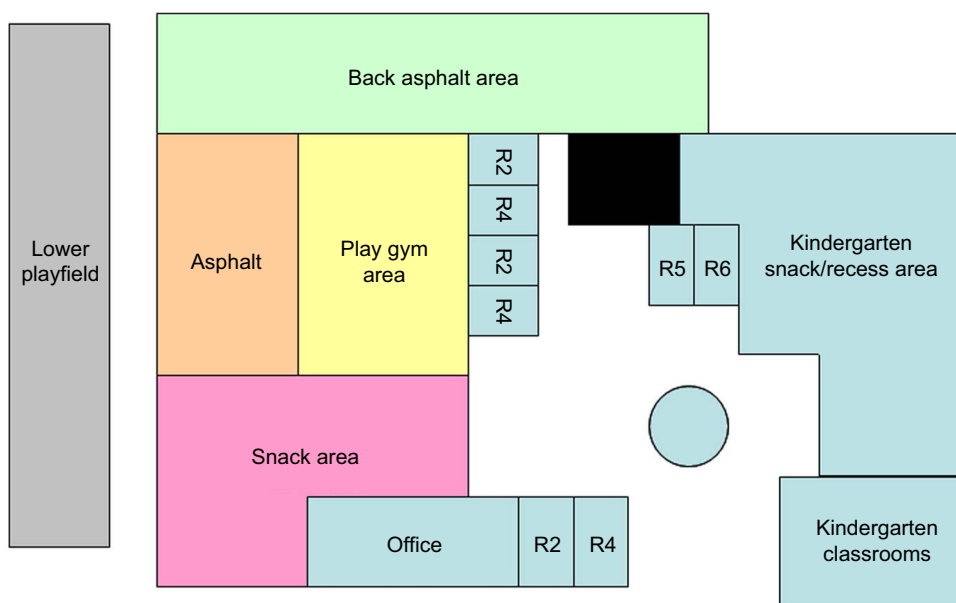 Back asphalt area
Lower
playfield
Asphalt
Play gym
area
R2
R4
R2
R4
R5
R6
Kindergarten
snack/recess area
Snack area
Office
R2
R4
Kindergarten
classrooms